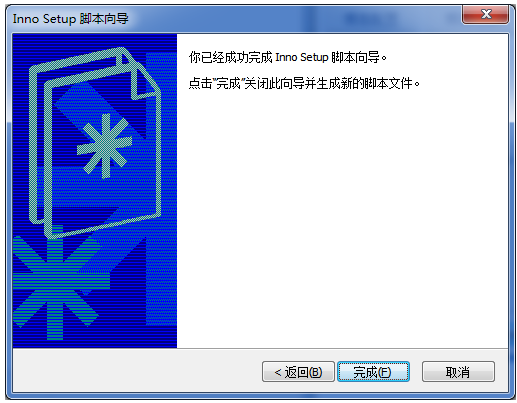 Inno Setup 脚本向导
你已经成功完成 Inno Setup 脚本向导。
点击"完成"关闭此向导并生成新的脚本文件。
< 返回(B)
完成(F)
取消